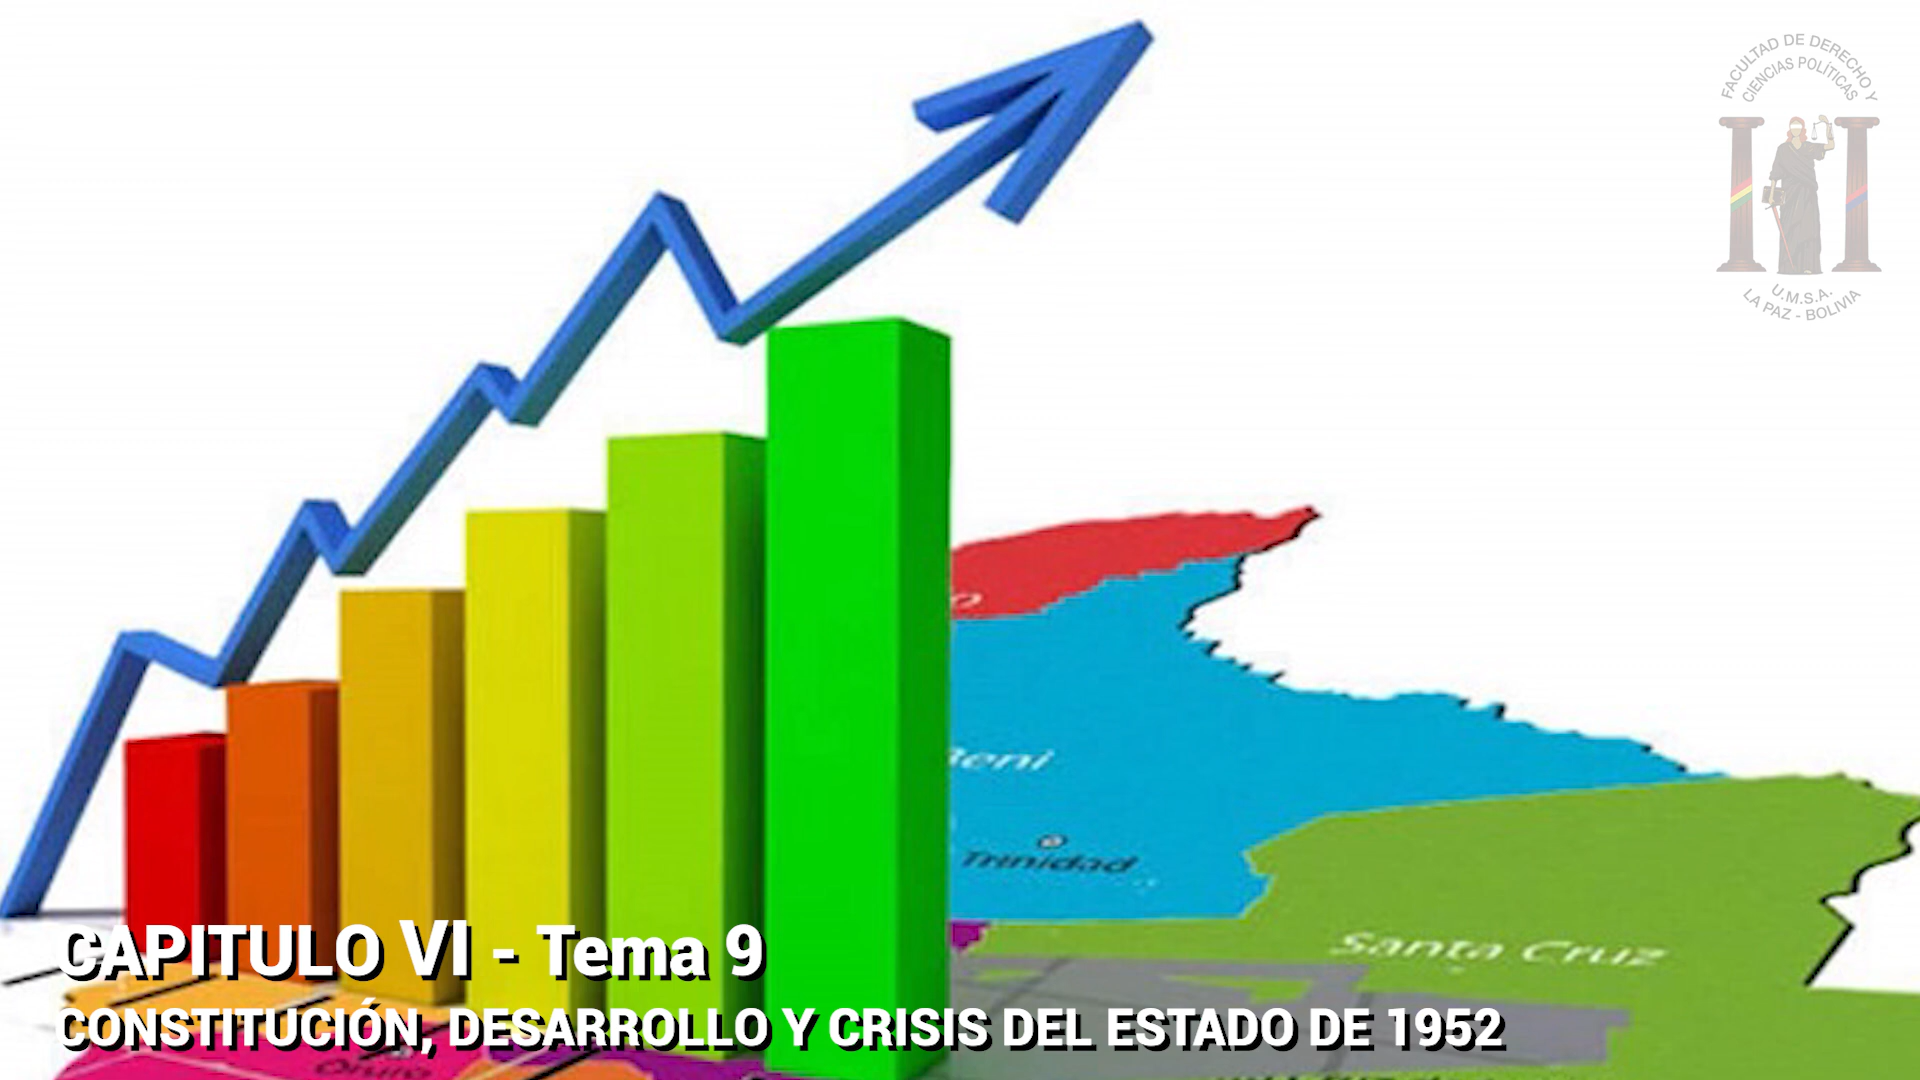 FACULTAD DE DERECHO Y
CIENCIAS POLÍTICAS
U.M.S.A.
LA PAZ - BOLIVIA
Beni
Trinidad
Santa Cruz
CAPITULO VI - Tema 9
CONSTITUCIÓN, DESARROLLO Y CRISIS DEL ESTADO DE 1952
Oruro